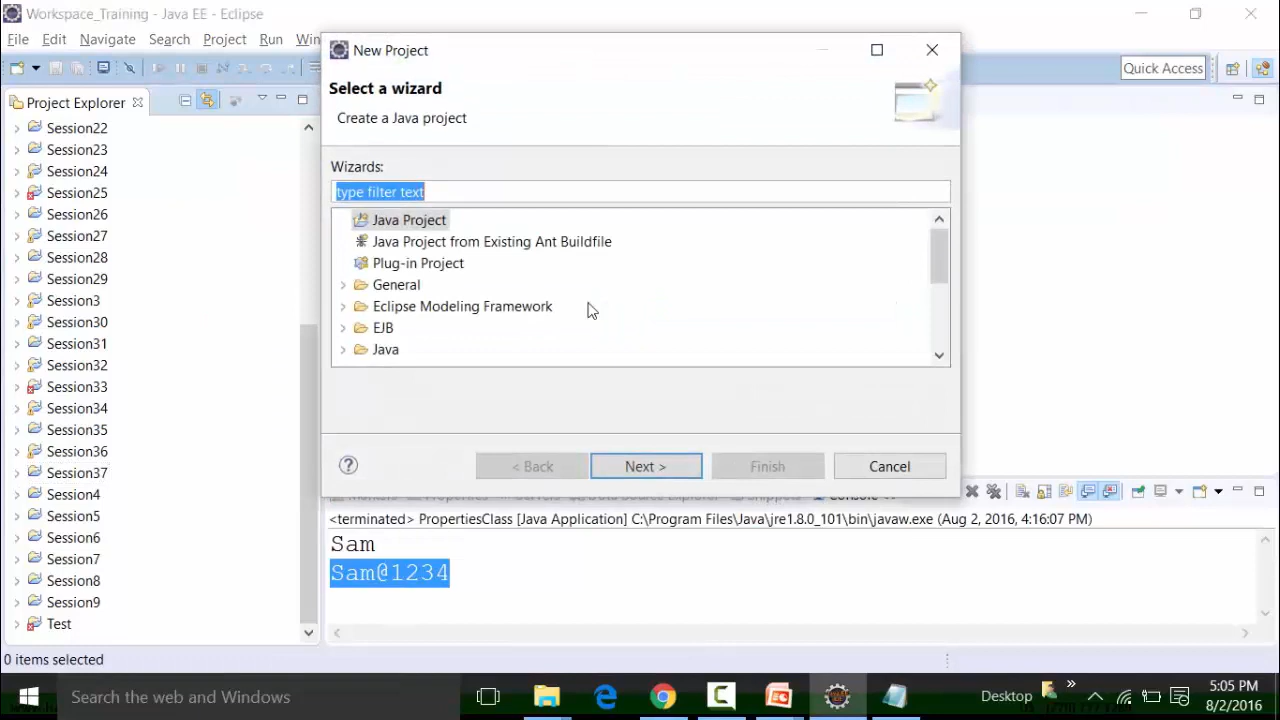 Workspace_Training - Java EE - Eclipse
File Edit Navigate Search Project Run Win
Quick Access
Project Explorer
Session22
Session23
Session24
Session25
Session26
Session27
Session28
Session29
Session3
Session30
Session31
Session32
Session33
Session34
Session35
Session36
Session37
Session4
Session5
Session6
Session7
Session8
Session9
Test
0 items selected
New Project
Select a wizard
Create a Java project
Wizards:
type filter text
Java Project
Java Project from Existing Ant Buildfile
Plug-in Project
General
Eclipse Modeling Framework
EJB
Java
?
< Back Next > Finish Cancel
<terminated> PropertiesClass [Java Application] C:\Program Files\Java\jre1.8.0_101\bin\javaw.exe (Aug 2, 2016, 4:16:07 PM)
Sam
Sam@1234
Search the web and Windows
Desktop
5:05 PM
8/2/2016